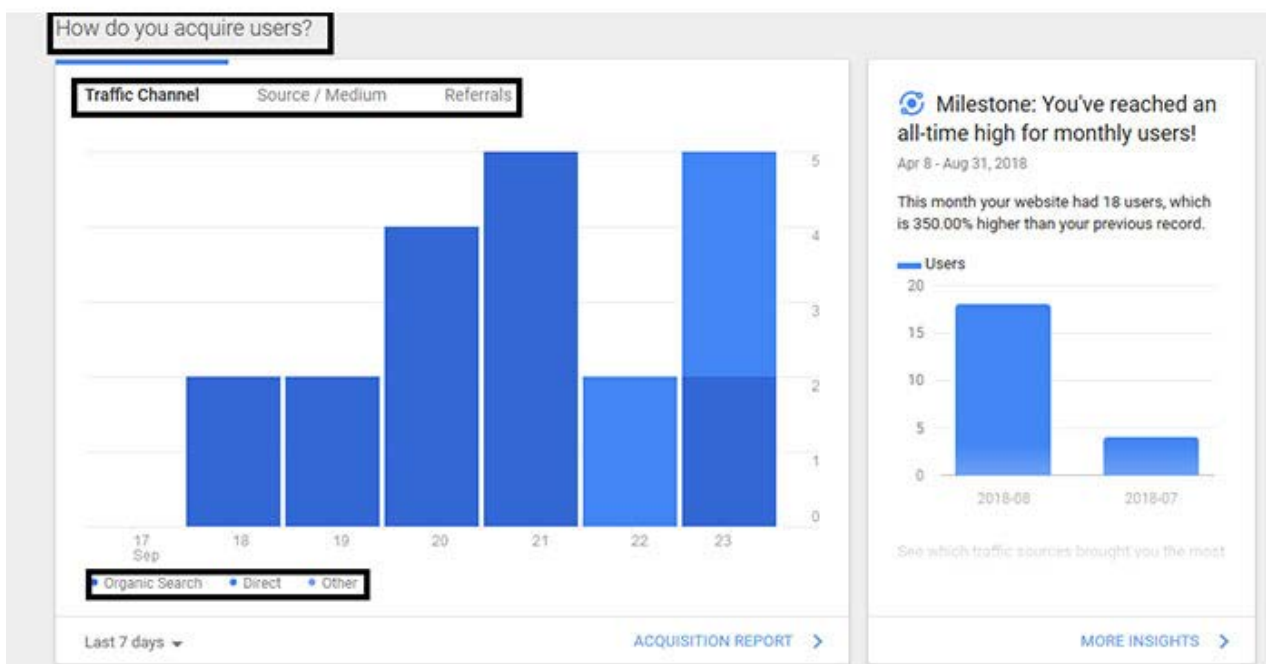 How do you acquire users?
Traffic Channel Source / Medium Referrals
5
4
3
2
1
0
17 18 19 20 21 22 23
Sep
Organic Search Direct Other
Last 7 days ACQUISITION REPORT
Milestone: You've reached an
all-time high for monthly users!
Apr 8 - Aug 31, 2018
This month your website had 18 users, which
is 350.00% higher than your previous record.
Users
20
15
10
5
0
2018-08 2018-07
See which traffic sources brought you the most
MORE INSIGHTS